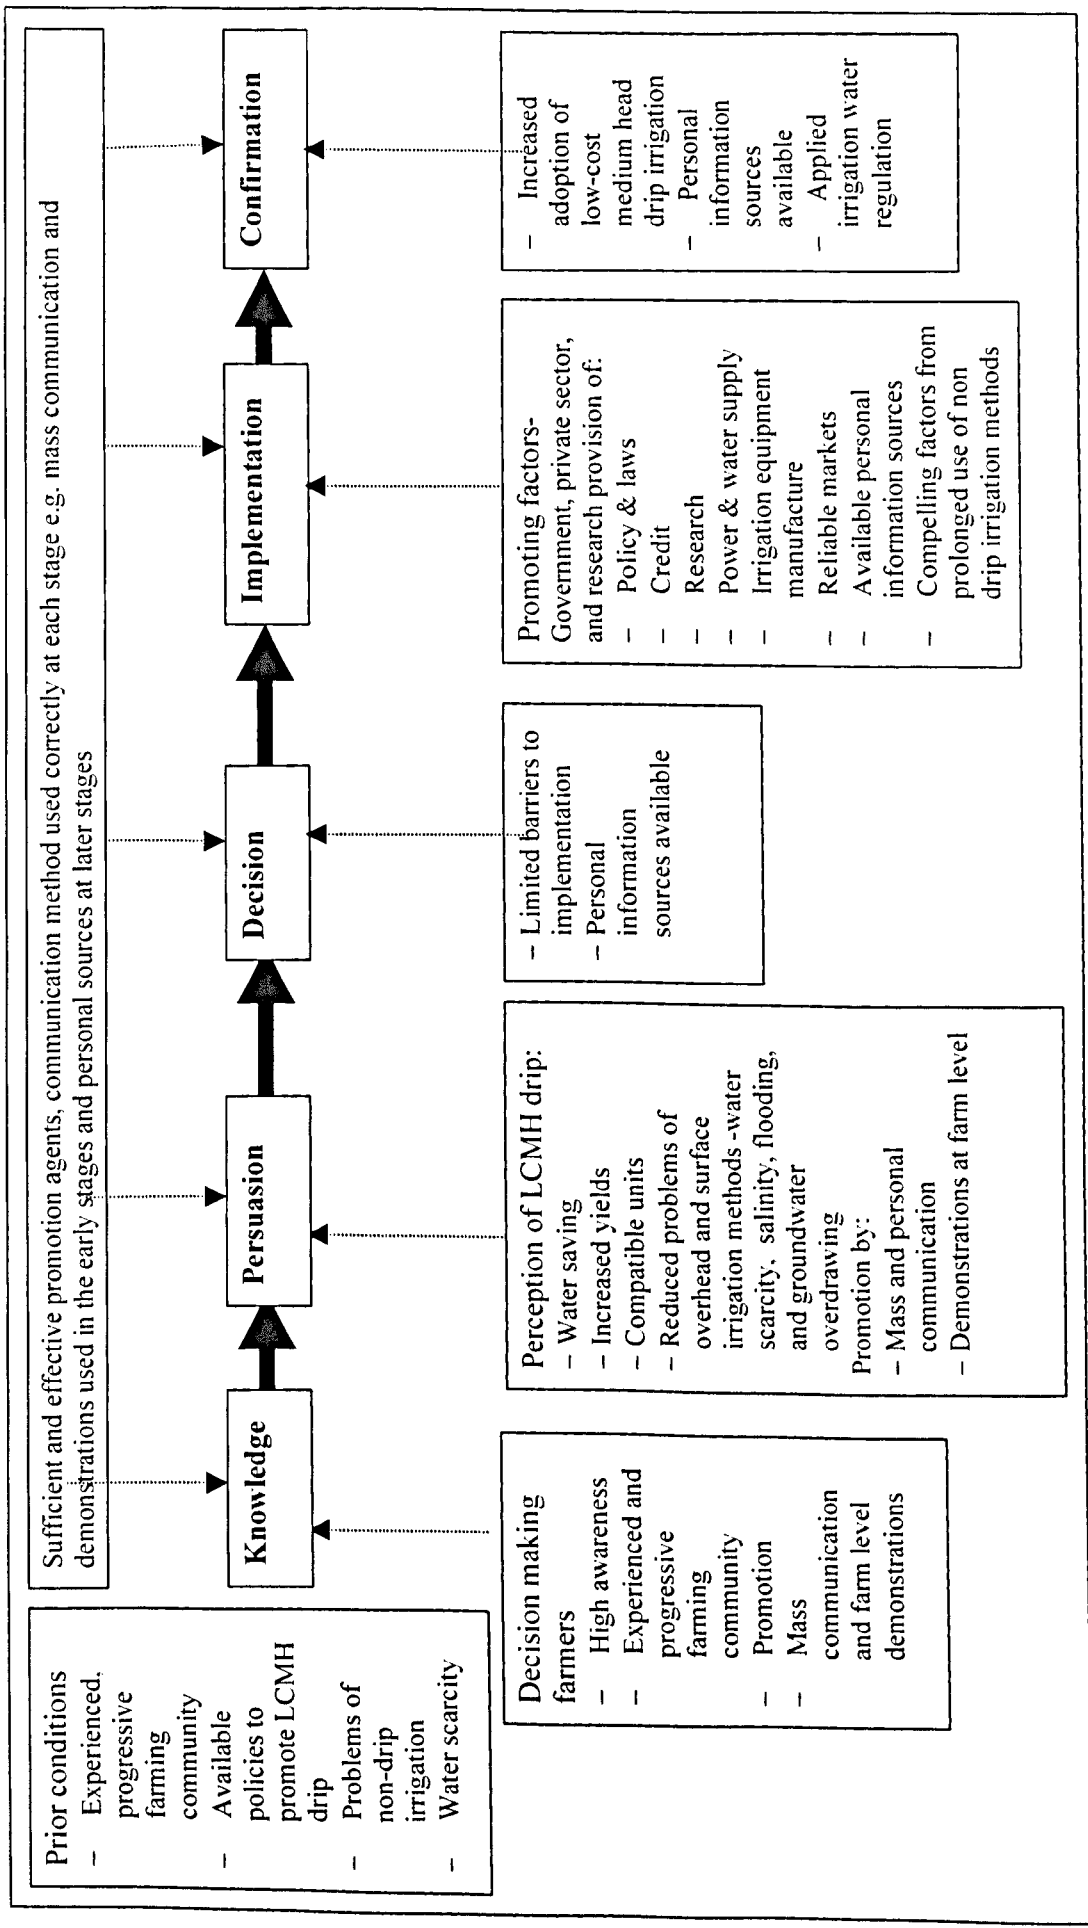 Sufficient and effective promotion agents, communication method used correctly at each stage e.g. mass communication and
demonstrations used in the early stages and personal sources at later stages
Prior conditions
– Experienced,
progressive
farming
community
– Available
policies to
promote LCMH
drip
– Problems of
non-drip
irrigation
– Water scarcity
Knowledge
Persuasion
Decision
Implementation
Confirmation
Decision making
farmers
– High awareness
– Experienced and
progressive
farming
community
– Promotion
– Mass
communication
and farm level
demonstrations
Perception of LCMH drip:
– Water saving
– Increased yields
– Compatible units
– Reduced problems of
overhead and surface
irrigation methods -water
scarcity, salinity, flooding,
and groundwater
overdrawing
Promotion by:
– Mass and personal
communication
– Demonstrations at farm level
– Limited barriers to
implementation
– Personal
information
sources available
Promoting factors-
Government, private sector,
and research provision of:
– Policy & laws
– Credit
– Research
– Power & water supply
– Irrigation equipment
manufacture
– Reliable markets
– Available personal
information sources
– Compelling factors from
prolonged use of non
drip irrigation methods
– Increased
adoption of
low-cost
medium head
drip irrigation
– Personal
information
sources
available
– Applied
irrigation water
regulation